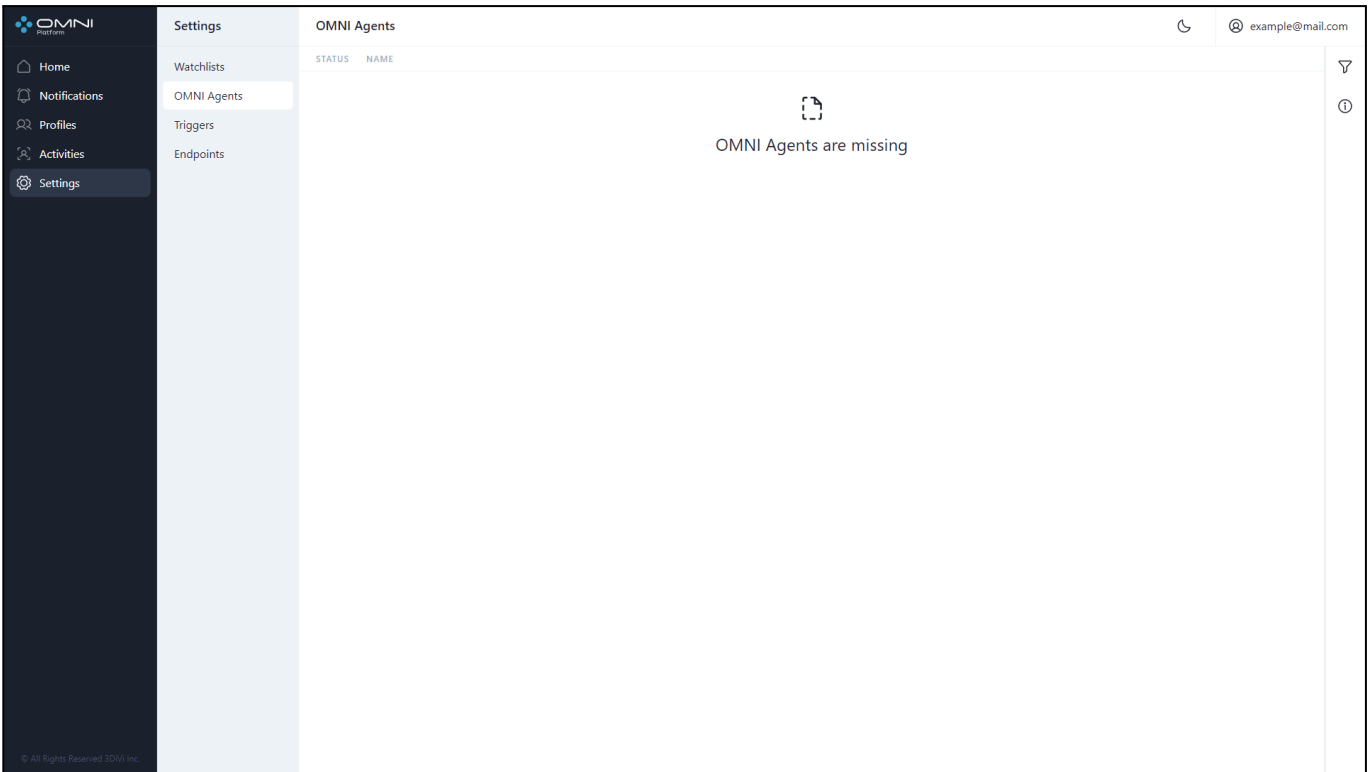 OMNI
Platform
Home
Notifications
Profiles
Activities
Settings
© All Rights Reserved 3DiVi Inc.
Settings
Watchlists
OMNI Agents
Triggers
Endpoints
OMNI Agents
example@mail.com
STATUS NAME
OMNI Agents are missing